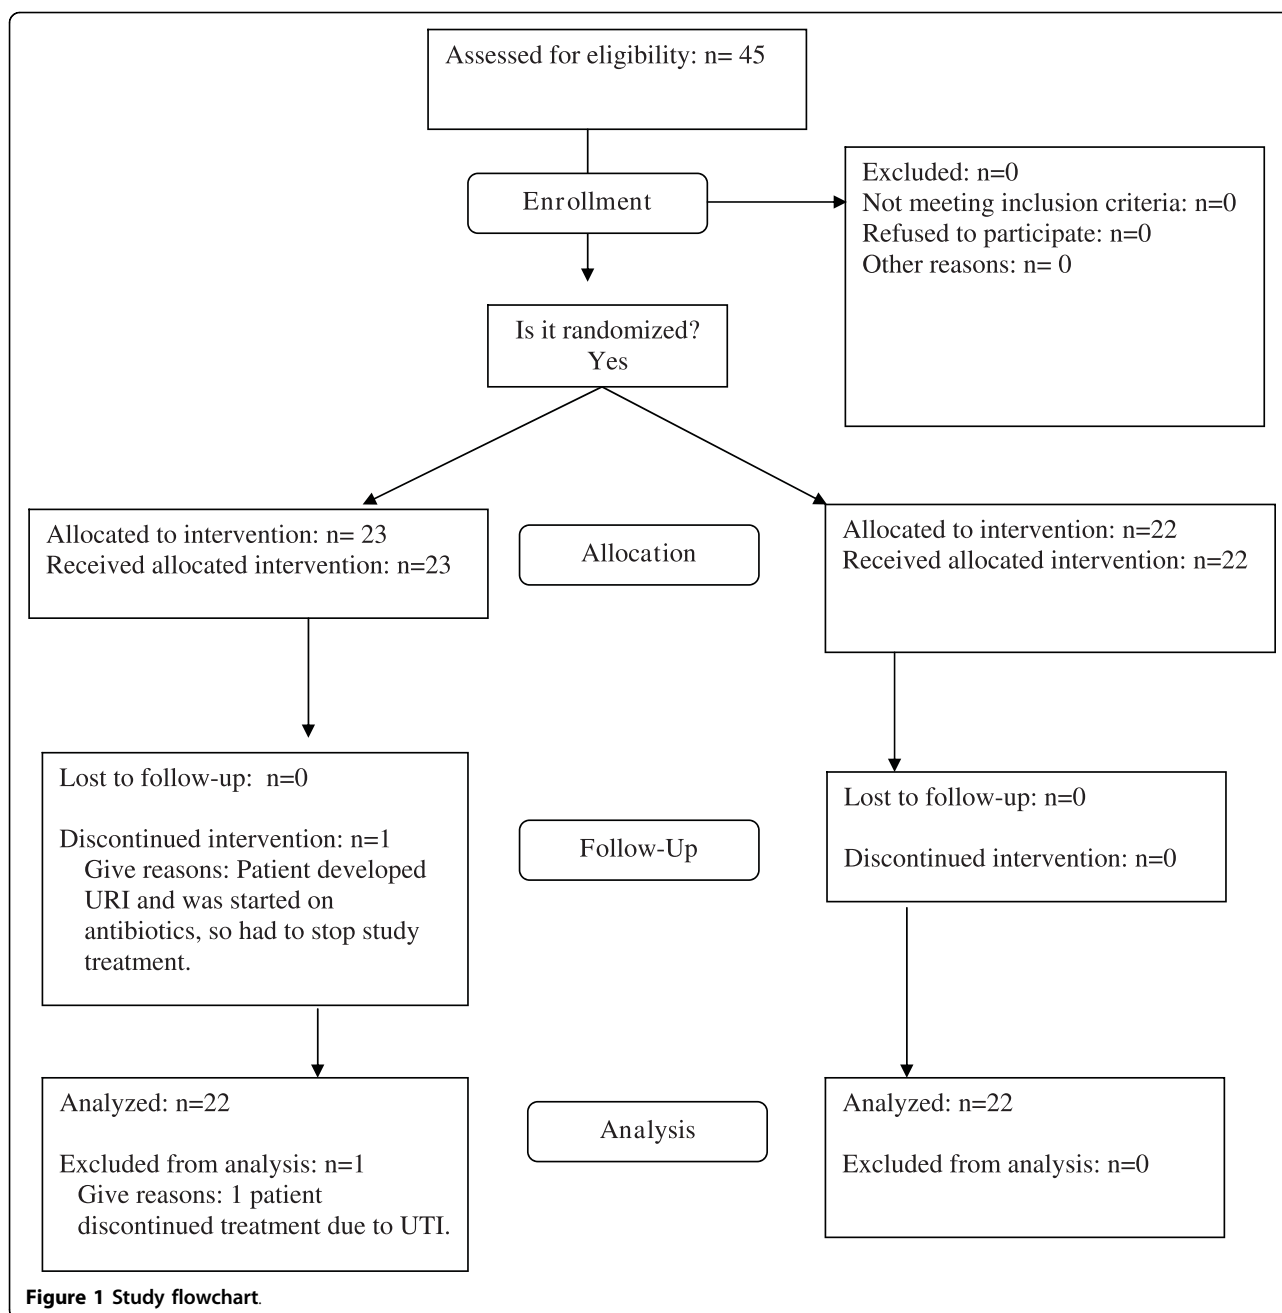 Assessed for eligibility: n= 45
Enrollment
Excluded: n=0
Not meeting inclusion criteria: n=0
Refused to participate: n=0
Other reasons: n= 0
Is it randomized?
Yes
Allocated to intervention: n= 23
Received allocated intervention: n=23
Allocation
Allocated to intervention: n=22
Received allocated intervention: n=22
Lost to follow-up:  n=0
Discontinued intervention: n=1
Give reasons: Patient developed
URI and was started on
antibiotics, so had to stop study
treatment.
Follow-Up
Lost to follow-up: n=0
Discontinued intervention: n=0
Analyzed: n=22
Excluded from analysis: n=1
Give reasons: 1 patient
discontinued treatment due to UTI.
Analysis
Analyzed: n=22
Excluded from analysis: n=0
Figure 1 Study flowchart.